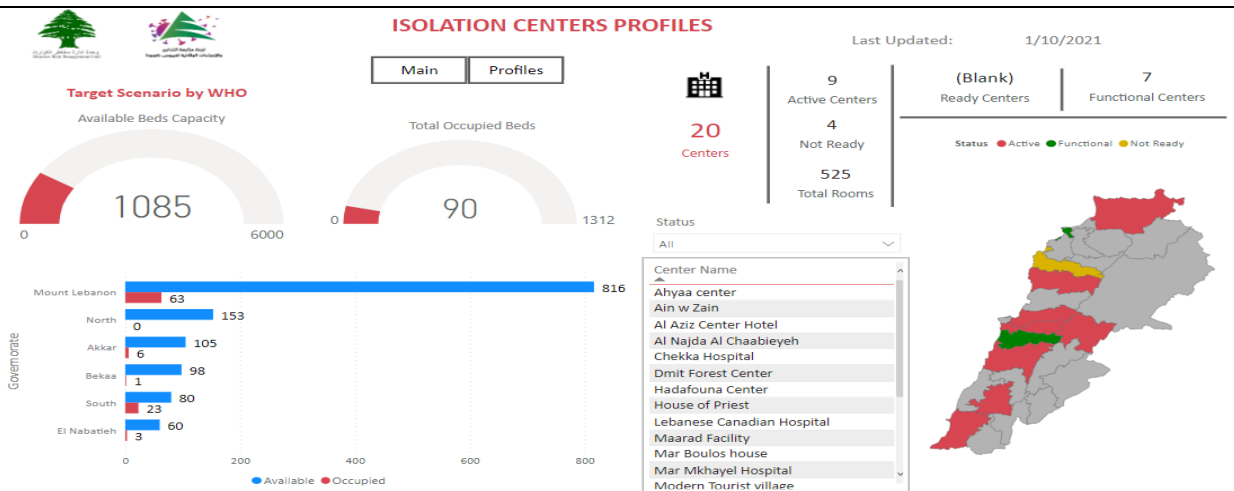 ISOLATION CENTERS PROFILES
Last Updated: 1/10/2021
Main
Profiles
Target Scenario by WHO
Available Beds Capacity
1085
0
6000
Total Occupied Beds
90
0
1312
H
20
Centers
9
Active Centers
4
Not Ready
525
Total Rooms
(Blank)
Ready Centers
7
Functional Centers
Status Active Functional Not Ready
Status
All
Center Name
Ahyaa center
Ain w Zain
Al Aziz Center Hotel
Al Najda Al Chaabieyeh
Chekka Hospital
Dmit Forest Center
Hadafouna Center
House of Priest
Lebanese Canadian Hospital
Maarad Facility
Mar Boulos house
Mar Mkhayel Hospital
Modern Tourist village
Governorate
Mount Lebanon 816
63
North 153
0
Akkar 105
6
Bekaa 98
1
South 80
23
El Nabatieh 60
3
0 200 400 600 800
Available Occupied